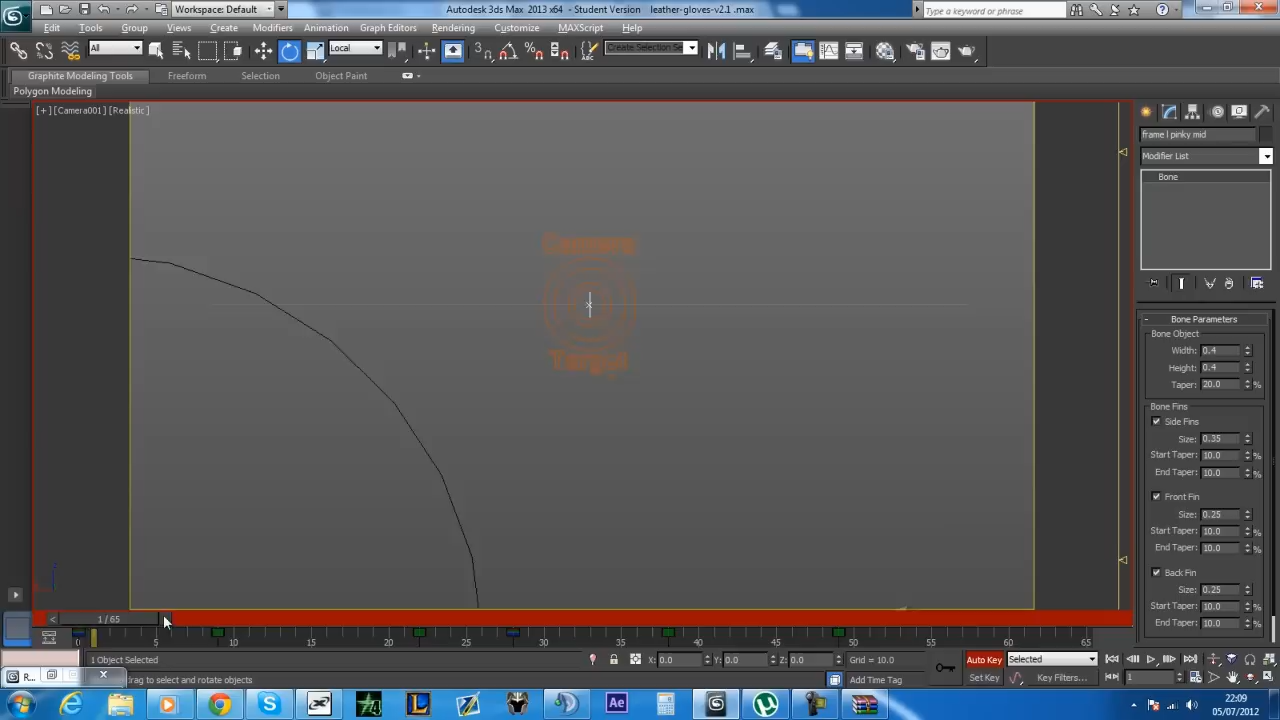 Workspace: Default
Autodesk 3ds Max 2013 x64 - Student Version leather-gloves-v2.1 .max
Type a keyword or phrase
Edit Tools Group Views Create Modifiers Animation Graph Editors Rendering Customize MAXScript Help
All
Local
Create Selection Se
Graphite Modeling Tools Freeform Selection Object Paint
Polygon Modeling
[+] [Camera001] [Realistic]
frame l pinky mid
Modifier List
Bone
Camera
Target
Bone Parameters
Bone Object
Width: 0.4
Height: 0.4
Taper: 20.0 %
Bone Fins
Side Fins
Size: 0.35
Start Taper: 10.0 %
End Taper: 10.0 %
Front Fin
Size: 0.25
Start Taper: 10.0 %
End Taper: 10.0 %
Back Fin
Size: 0.25
Start Taper: 10.0 %
End Taper: 10.0 %
< 1 / 65
0 5 10 15 20 25 30 35 40 45 50 55 60 65
1 Object Selected
X: 0.0 Y: 0.0 Z: 0.0 Grid = 10.0
Auto Key Selected
R...
drag to select and rotate objects
Add Time Tag
Set Key Key Filters... 1
Ae
22:09
05/07/2012